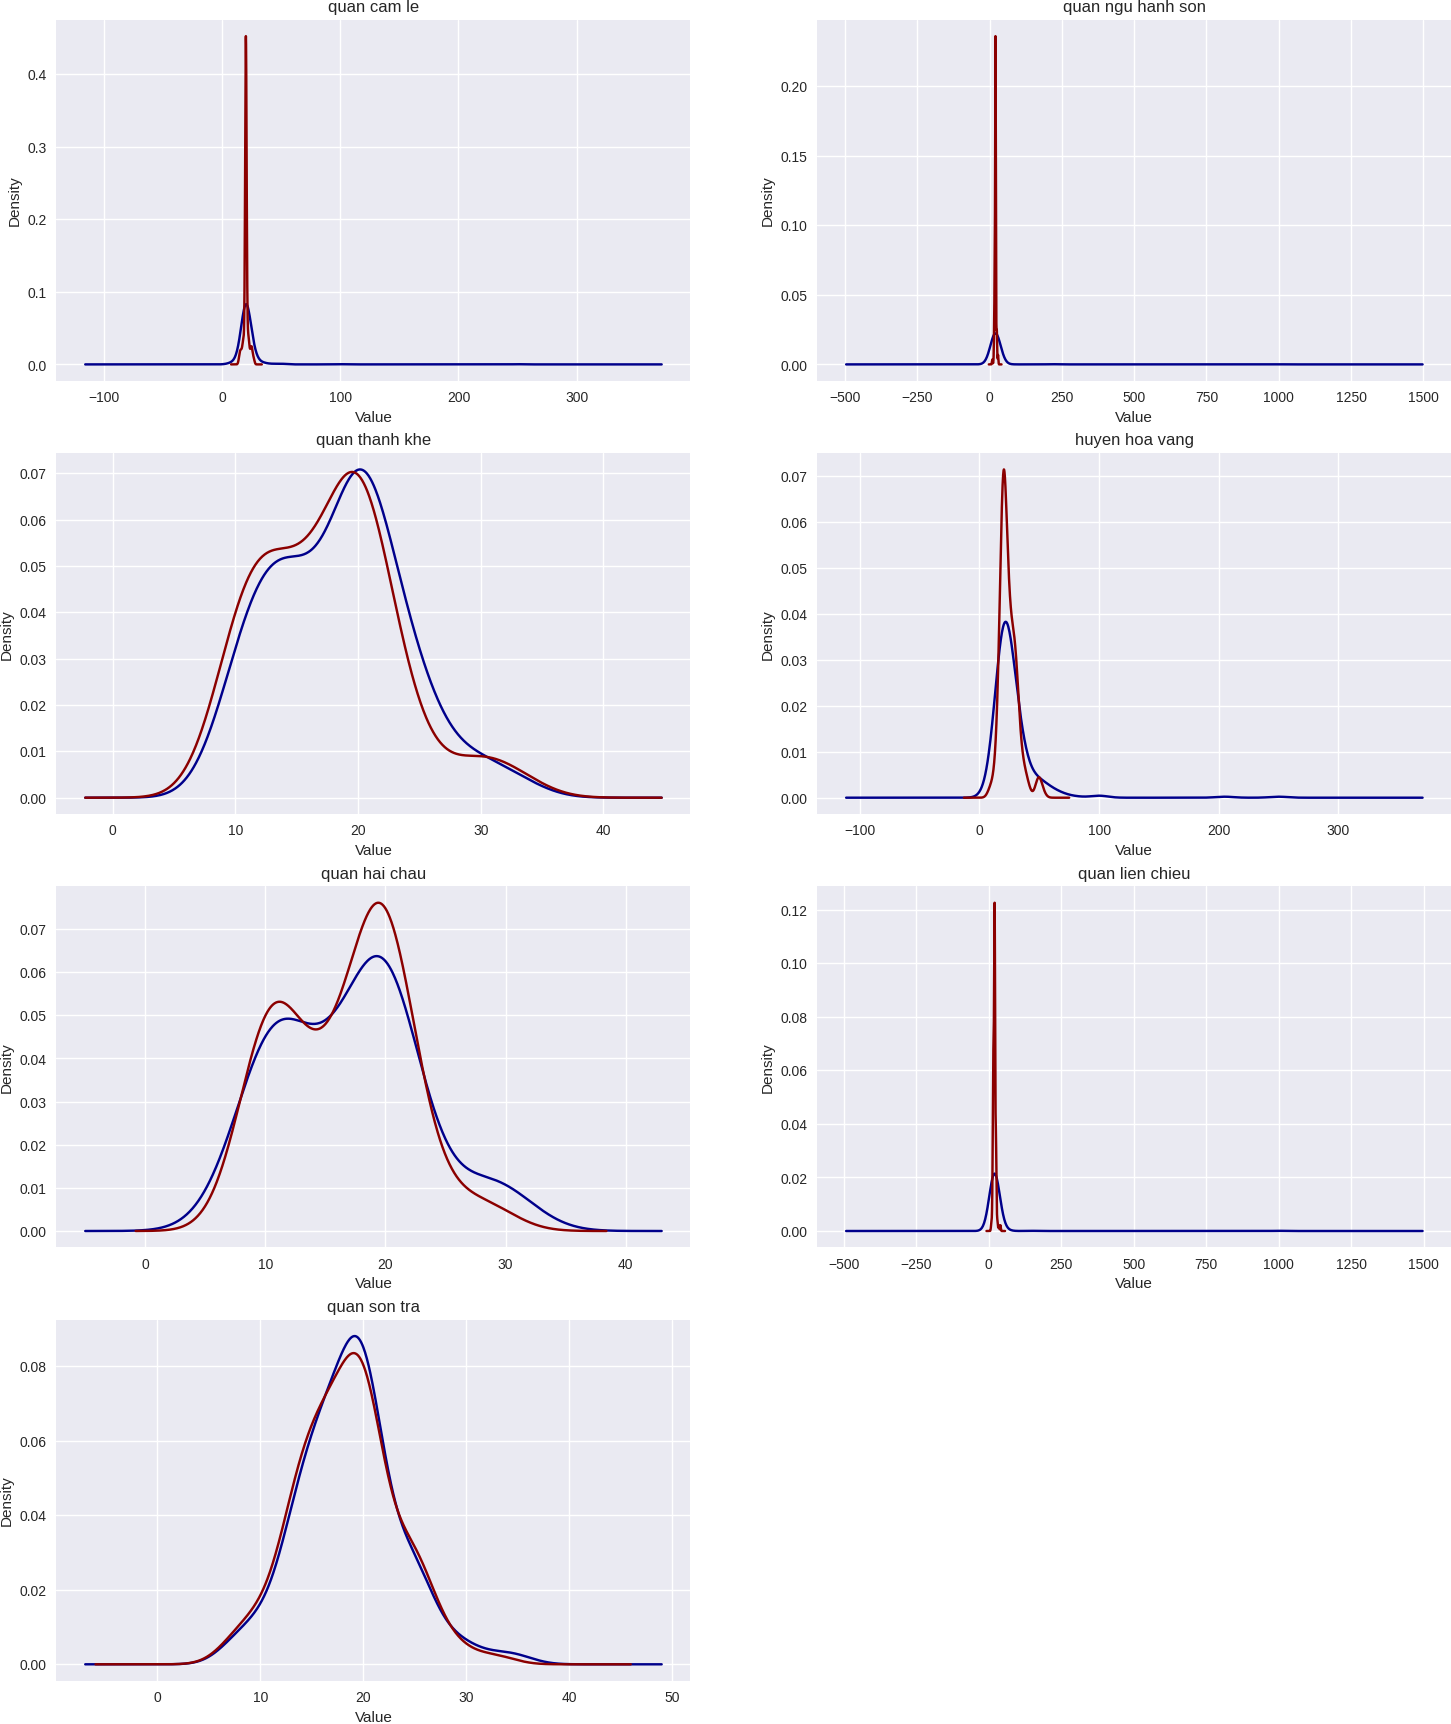 quan cam le
Density
0.4
0.3
0.2
0.1
0.0
−100 0 100 200 300
Value
quan ngu hanh son
Density
0.20
0.15
0.10
0.05
0.00
−500 −250 0 250 500 750 1000 1250 1500
Value
quan thanh khe
Density
0.07
0.06
0.05
0.04
0.03
0.02
0.01
0.00
0 10 20 30 40
Value
huyen hoa vang
Density
0.07
0.06
0.05
0.04
0.03
0.02
0.01
0.00
−100 0 100 200 300
Value
quan hai chau
Density
0.07
0.06
0.05
0.04
0.03
0.02
0.01
0.00
0 10 20 30 40
Value
quan lien chieu
Density
0.12
0.10
0.08
0.06
0.04
0.02
0.00
−500 −250 0 250 500 750 1000 1250 1500
Value
quan son tra
Density
0.08
0.06
0.04
0.02
0.00
0 10 20 30 40 50
Value